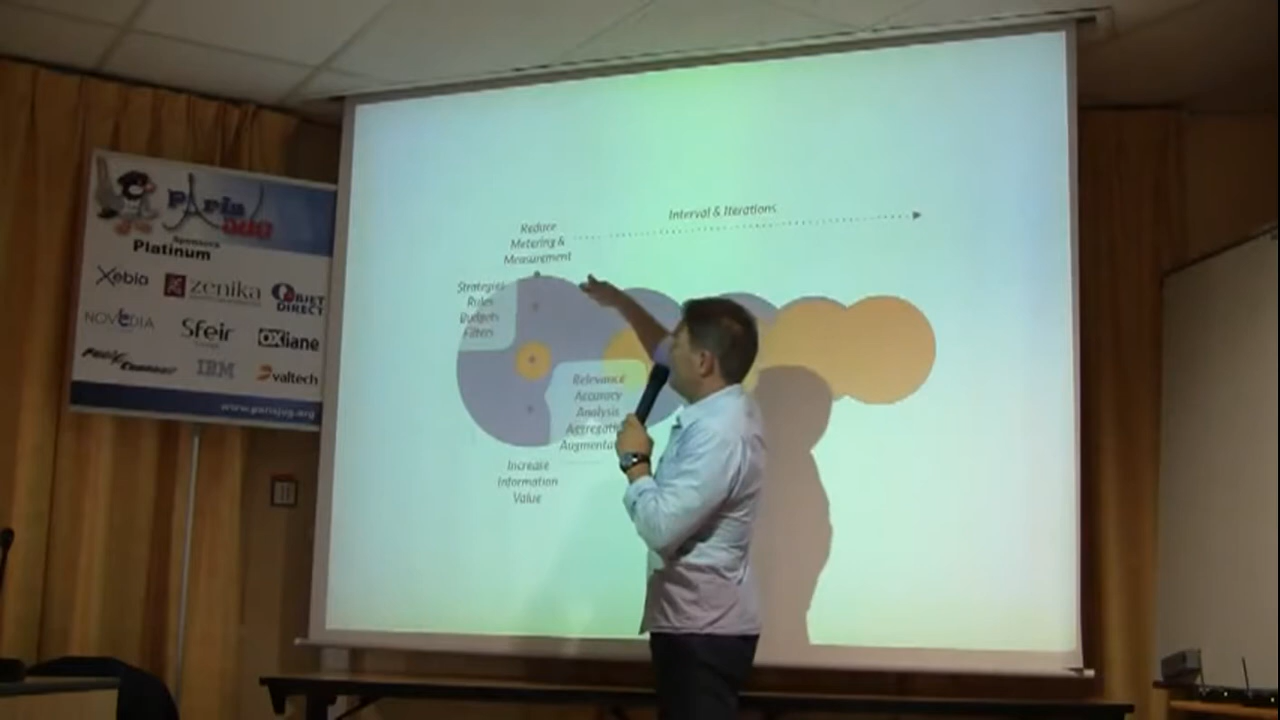 Paris
JUG
Sponsors
Platinum
Xebia
zenika
OBJET
DIRECT
NOVEDIA
Sfeir
OXiane
IBM
valtech
www.parisjug.org
Interval & Iterations
Reduce
Metering &
Measurement
Strategies
Rules
Budgets
Filters
Relevance
Accuracy
Analysis
Increase
Information
Value